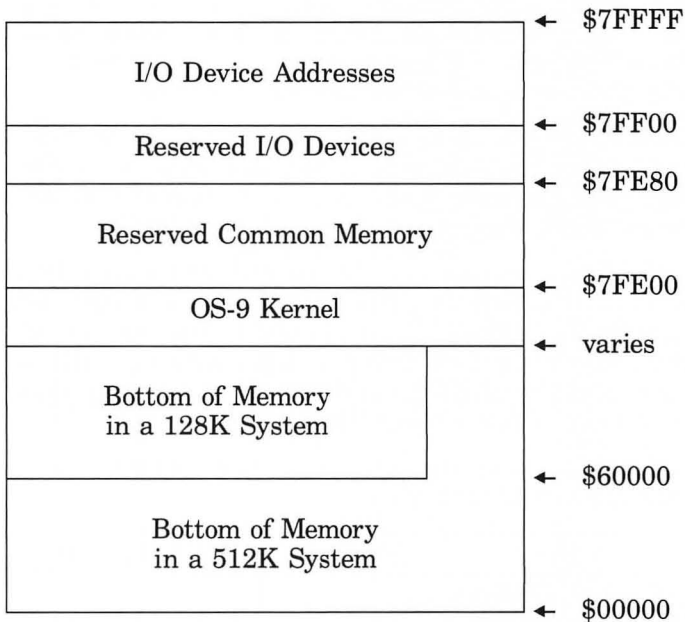 $7FFFF
I/O Device Addresses
$7FF00
Reserved I/O Devices
$7FE80
Reserved Common Memory
$7FE00
OS-9 Kernel
varies
Bottom of Memory
in a 128K System
$60000
Bottom of Memory
in a 512K System
$00000